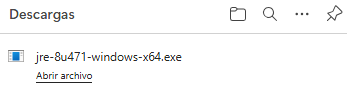 Descargas
jre-8u471-windows-x64.exe
Abrir archivo